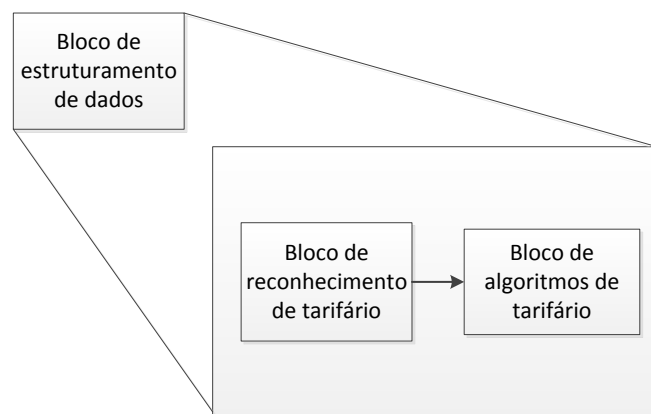 Bloco de
estruturamento
de dados
Bloco de
reconhecimento
de tarifário
Bloco de
algoritmos de
tarifário